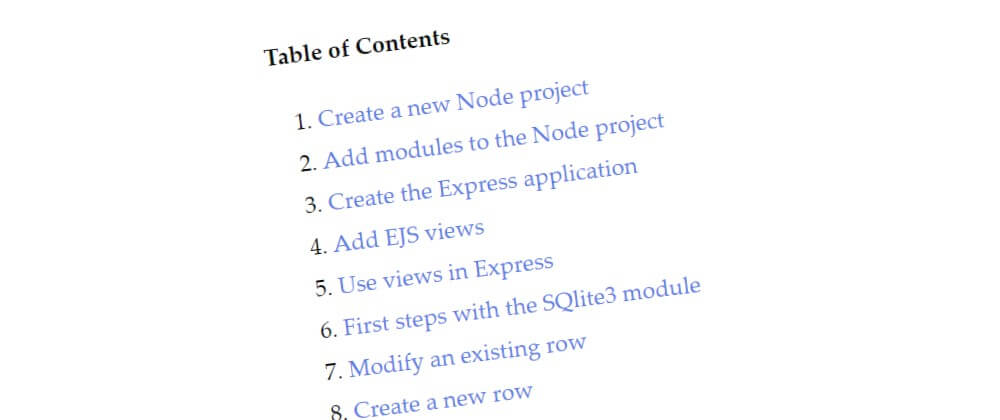 Table of Contents
1. Create a new Node project
2. Add modules to the Node project
3. Create the Express application
4. Add EJS views
5. Use views in Express
6. First steps with the SQlite3 module
7. Modify an existing row
8. Create a new row